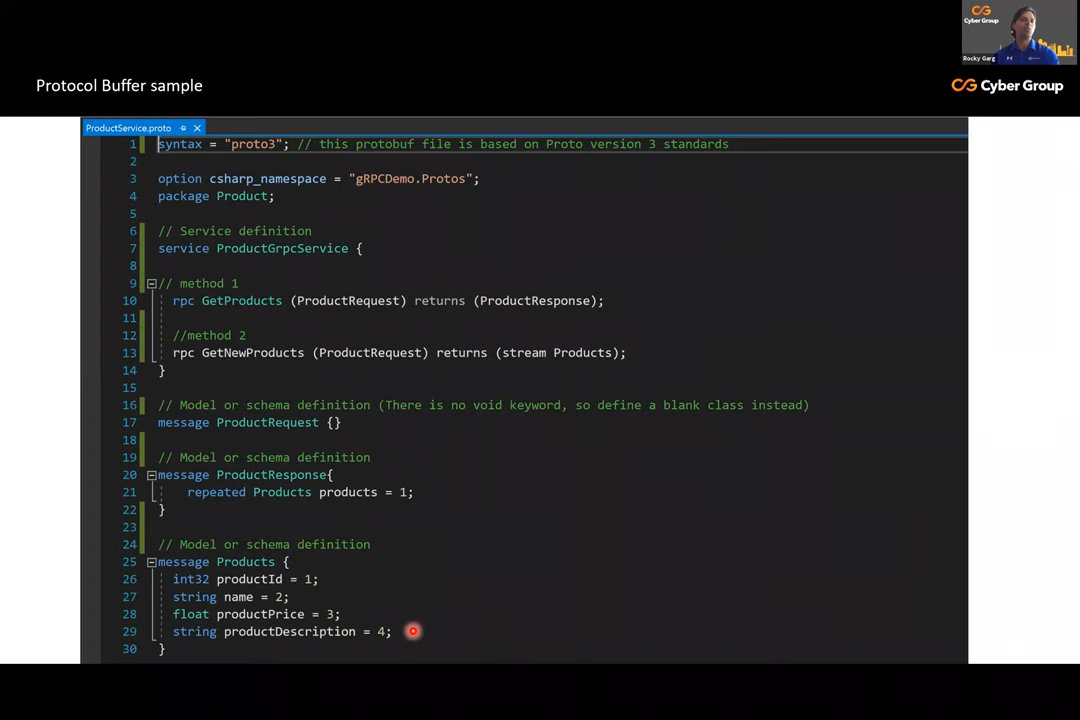 Cyber Group
Rocky Garg
Protocol Buffer sample
Cyber Group
ProductService.proto
1 syntax = "proto3"; // this protobuf file is based on Proto version 3 standards
2
3 option csharp_namespace = "gRPCDemo.Protos";
4 package Product;
5
6 // Service definition
7 service ProductGrpcService {
8
9 // method 1
10 rpc GetProducts (ProductRequest) returns (ProductResponse);
11
12 //method 2
13 rpc GetNewProducts (ProductRequest) returns (stream Products);
14 }
15
16 // Model or schema definition (There is no void keyword, so define a blank class instead)
17 message ProductRequest {}
18
19 // Model or schema definition
20 message ProductResponse{
21 repeated Products products = 1;
22 }
23
24 // Model or schema definition
25 message Products {
26 int32 productId = 1;
27 string name = 2;
28 float productPrice = 3;
29 string productDescription = 4;
30 }